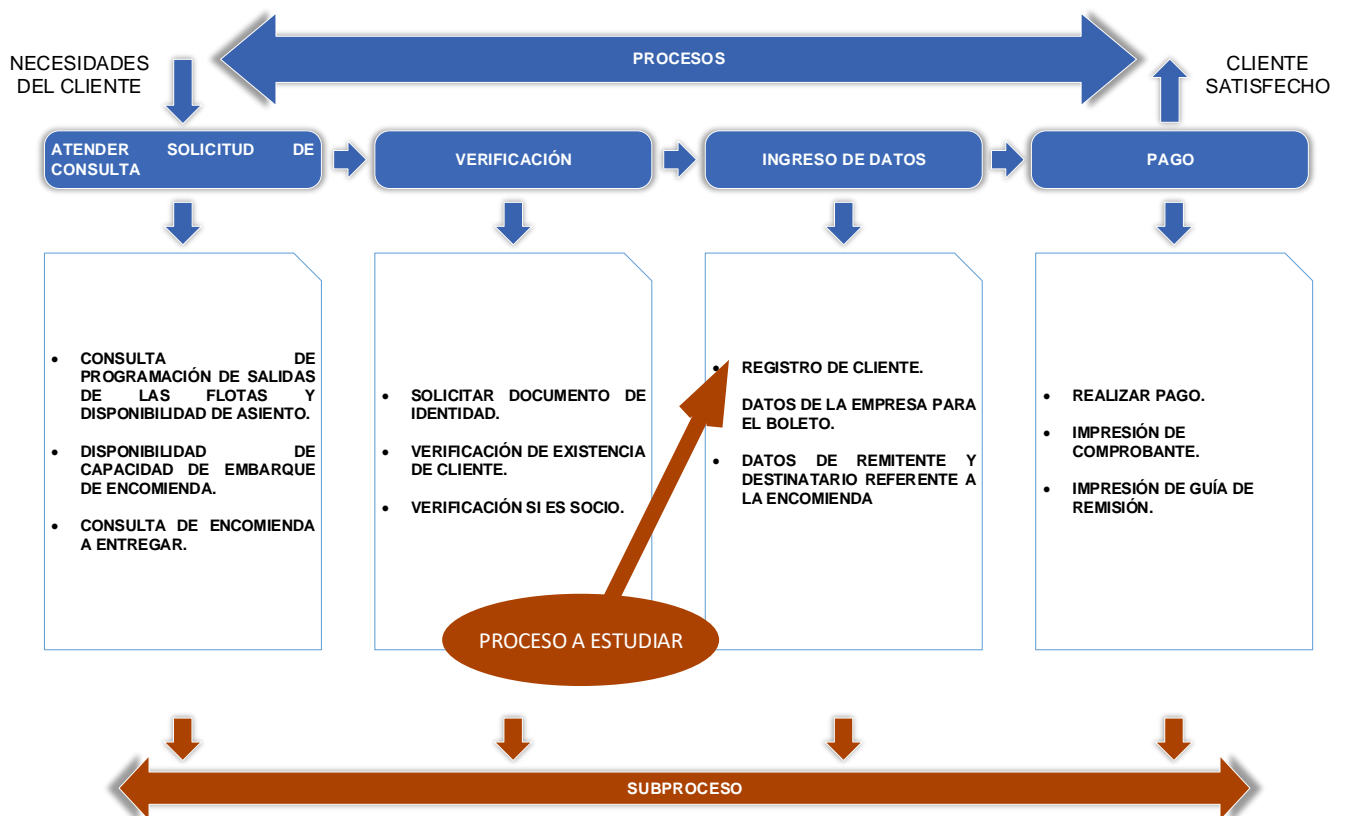 PROCESOS
NECESIDADES
DEL CLIENTE
CLIENTE
SATISFECHO
ATENDER SOLICITUD DE
CONSULTA
VERIFICACIÓN
INGRESO DE DATOS
PAGO
• CONSULTA DE
PROGRAMACIÓN DE SALIDAS
DE LAS FLOTAS Y
DISPONIBILIDAD DE ASIENTO.
• DISPONIBILIDAD DE
CAPACIDAD DE EMBARQUE
DE ENCOMIENDA.
• CONSULTA DE ENCOMIENDA
A ENTREGAR.
• SOLICITAR DOCUMENTO DE
IDENTIDAD.
• VERIFICACIÓN DE EXISTENCIA
DE CLIENTE.
• VERIFICACIÓN SI ES SOCIO.
• REGISTRO DE CLIENTE.
DATOS DE LA EMPRESA PARA
EL BOLETO.
• DATOS DE REMITENTE Y
DESTINATARIO REFERENTE A
LA ENCOMIENDA
• REALIZAR PAGO.
• IMPRESIÓN DE
COMPROBANTE.
• IMPRESIÓN DE GUÍA DE
REMISIÓN.
PROCESO A ESTUDIAR
SUBPROCESO